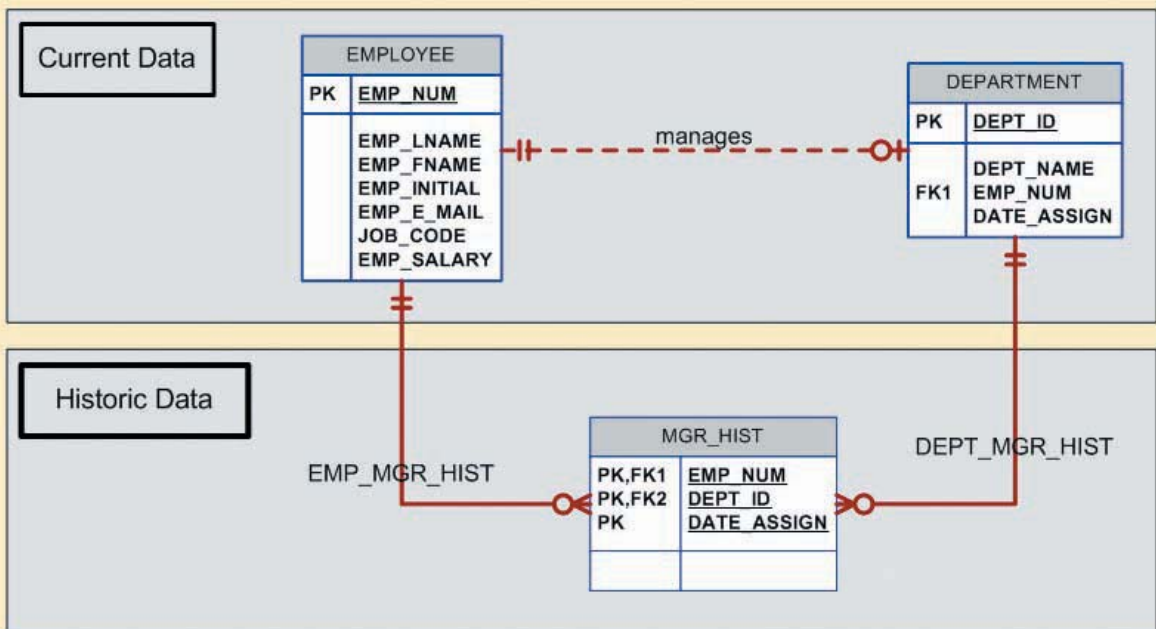 Current Data
EMPLOYEE
PK EMP_NUM
EMP_LNAME
EMP_FNAME
EMP_INITIAL
EMP_E_MAIL
JOB_CODE
EMP_SALARY
manages
DEPARTMENT
PK DEPT_ID
DEPT_NAME
FK1 EMP_NUM
DATE_ASSIGN
Historic Data
EMP_MGR_HIST
MGR_HIST
PK,FK1 EMP_NUM
PK,FK2 DEPT_ID
PK DATE_ASSIGN
DEPT_MGR_HIST